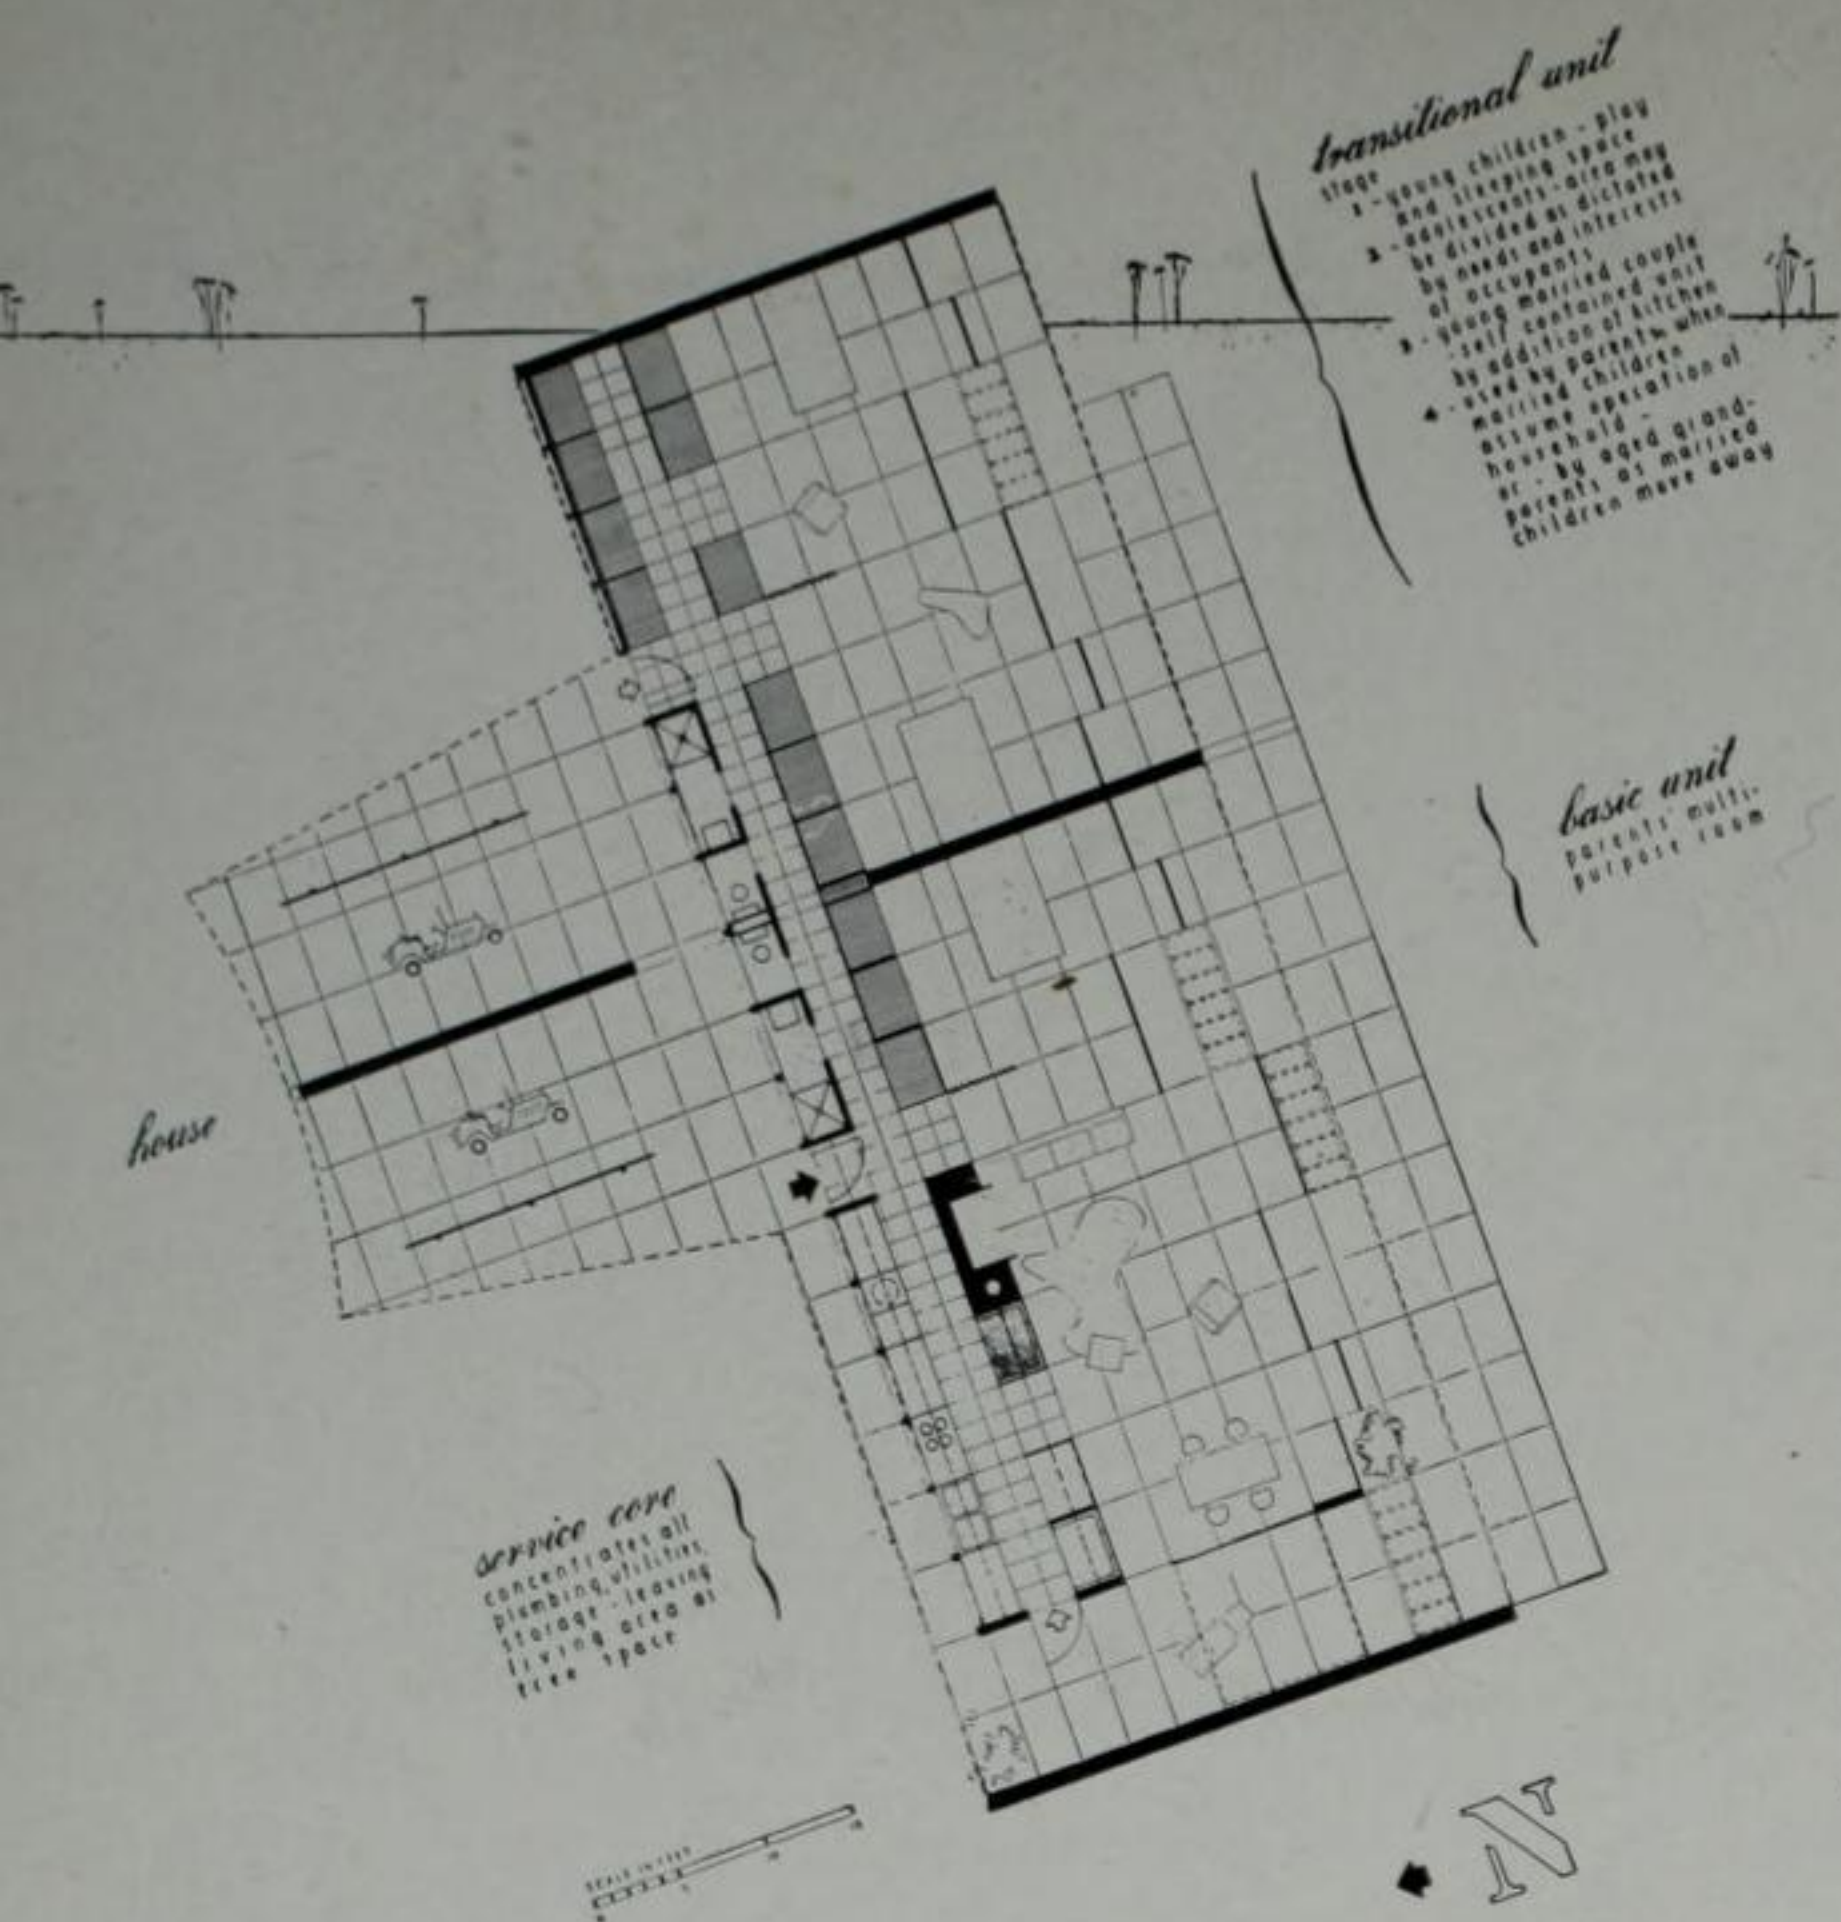 transitional unit
stage
1 - young children - play
and sleeping space
2 - adolescents - area may
be divided as dictated
by needs and interests
of occupants
3 - young married couple
- self contained unit
by addition of kitchen
4 - used by parents when
married children
assume operation of
household -
or - by aged grand-
parents as married
children move away
basic unit
parents' multi-
purpose room
house
service core
concentrates all
plumbing, utilities,
storage - leaving
living area as
free space
SCALE IN FEET
N